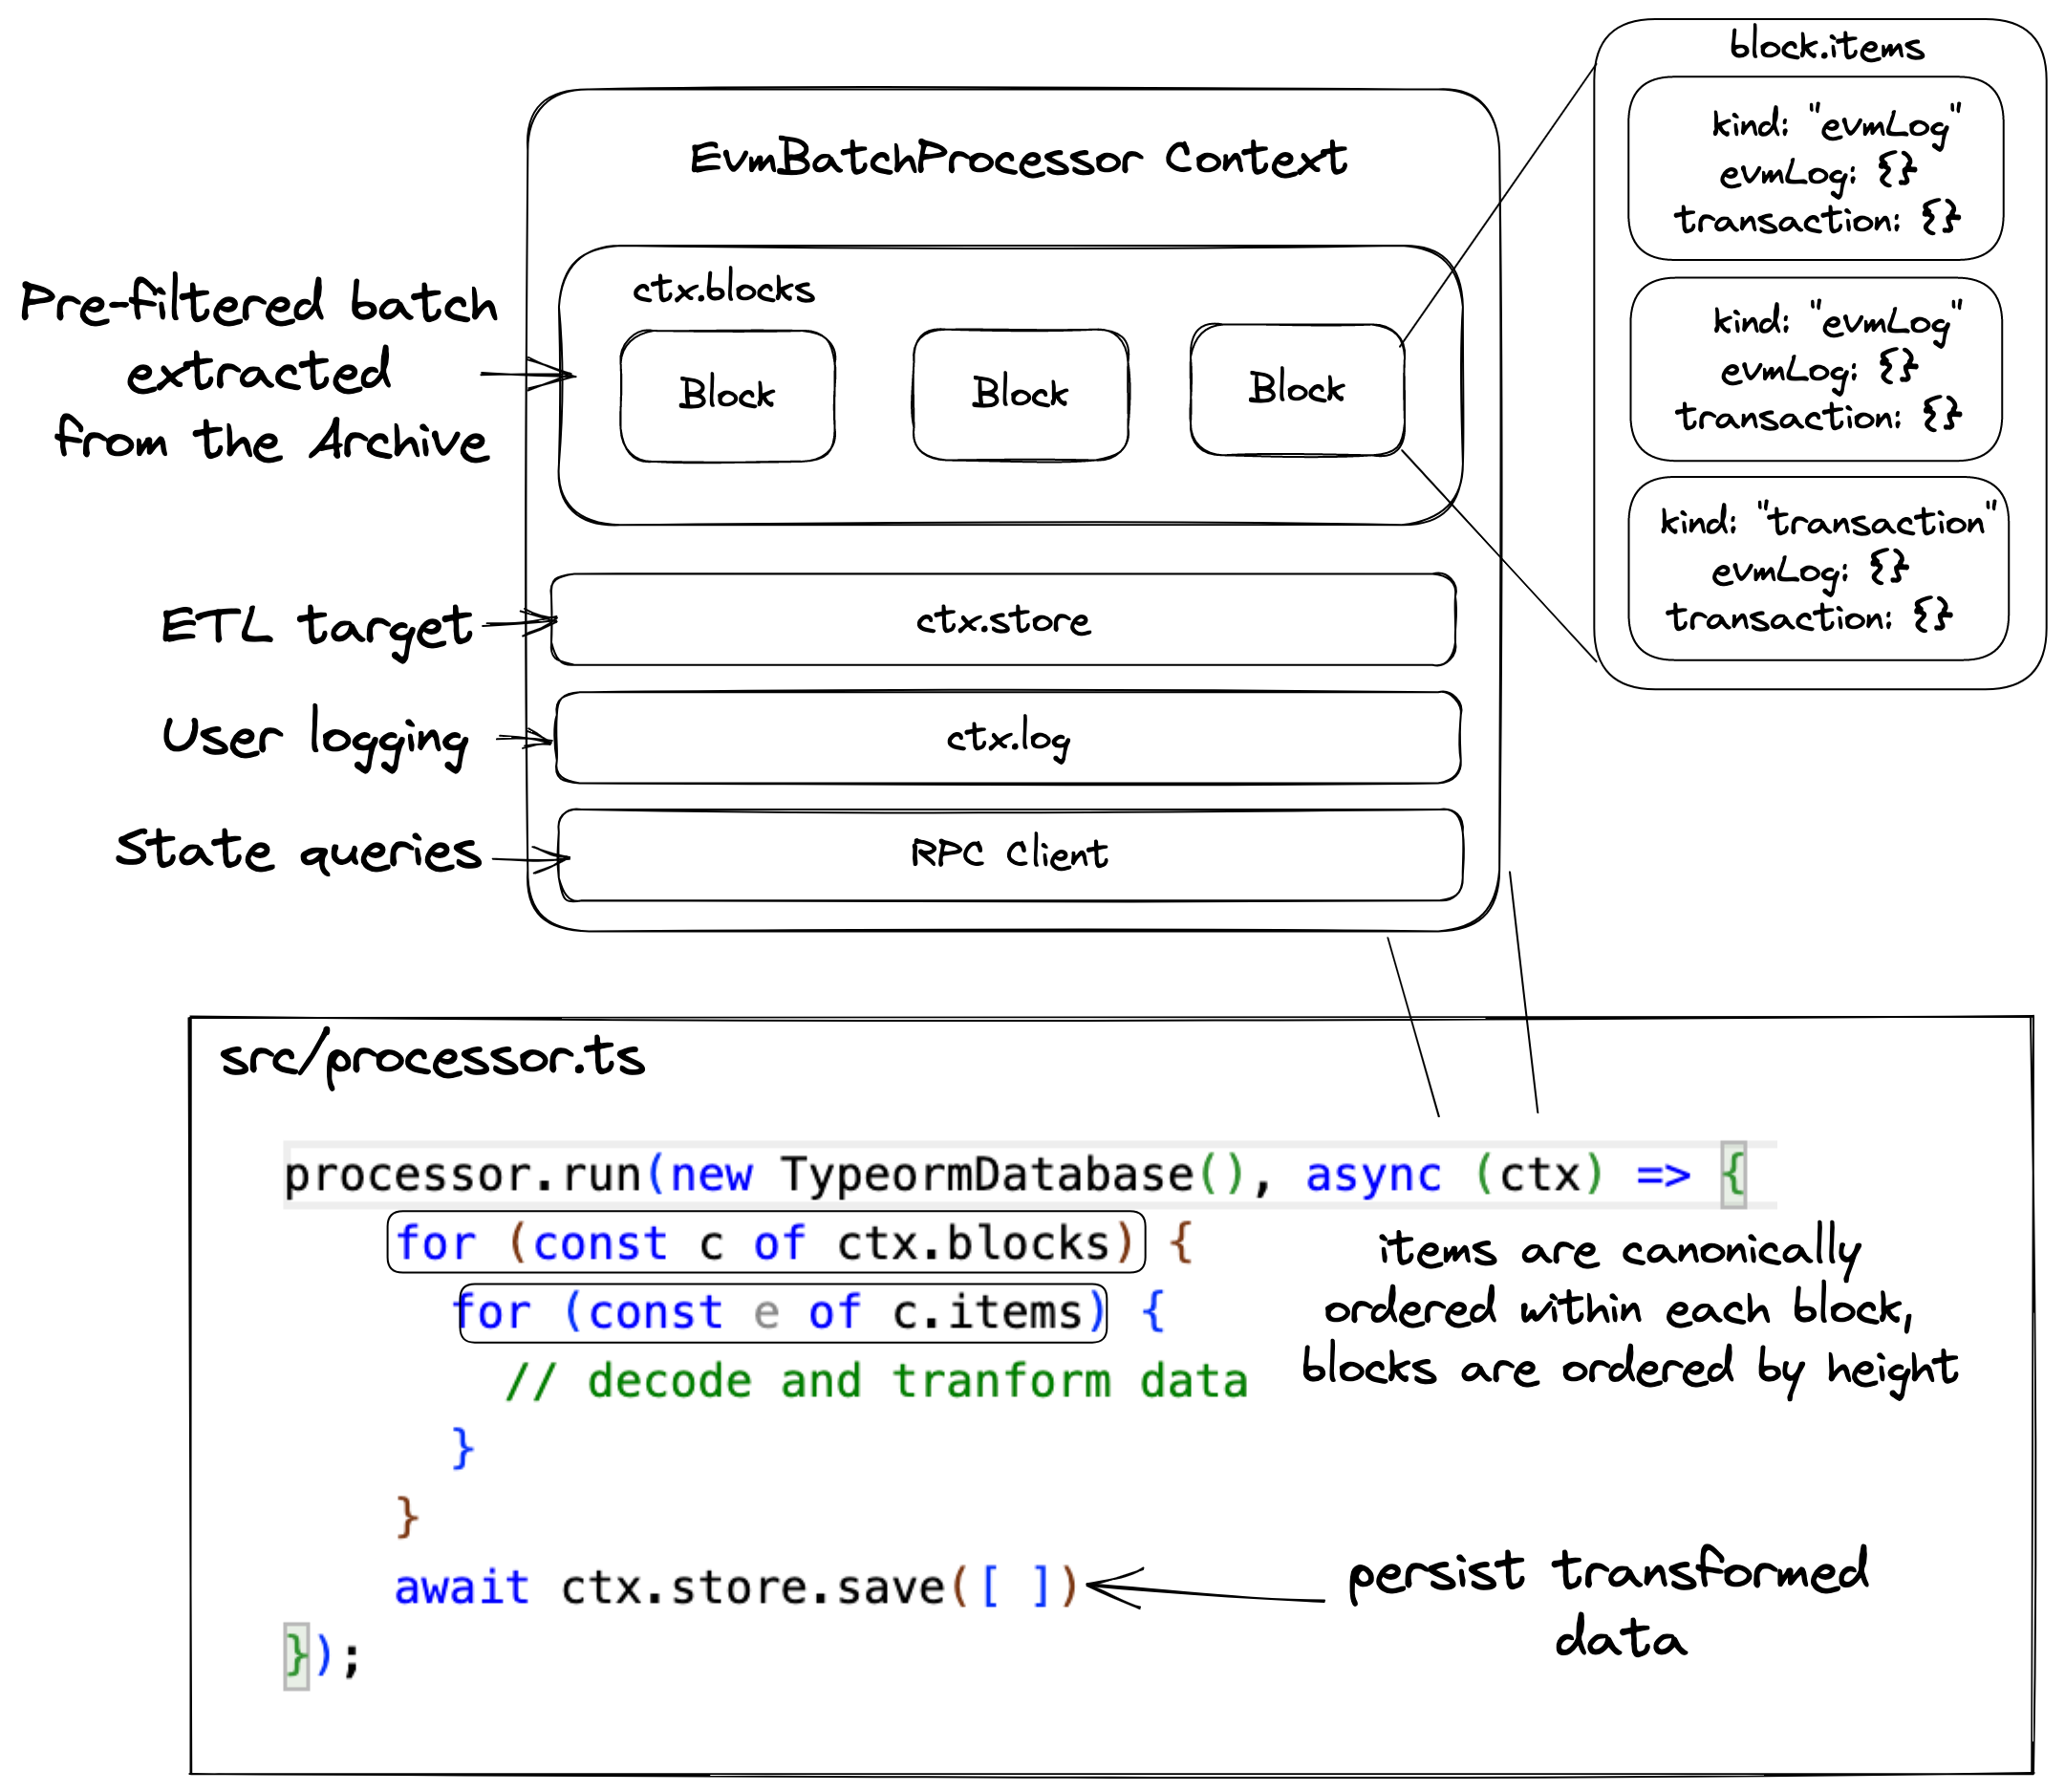 block.items
kind: "evmLog"
evmLog: {}
transaction: {}
kind: "evmLog"
evmLog: {}
transaction: {}
kind: "transaction"
evmLog: {}
transaction: {}
EvmBatchProcessor Context
Pre-filtered batch
extracted
from the Archive
ctx.blocks
Block
Block
Block
ETL target
ctx.store
User logging
ctx.log
State queries
RPC Client
src/processor.ts
processor.run(new TypeormDatabase(), async (ctx) => {
for (const c of ctx.blocks) {
for (const e of c.items) {
// decode and tranform data
}
}
await ctx.store.save([ ])
});
items are canonically
ordered within each block,
blocks are ordered by height
persist transformed
data